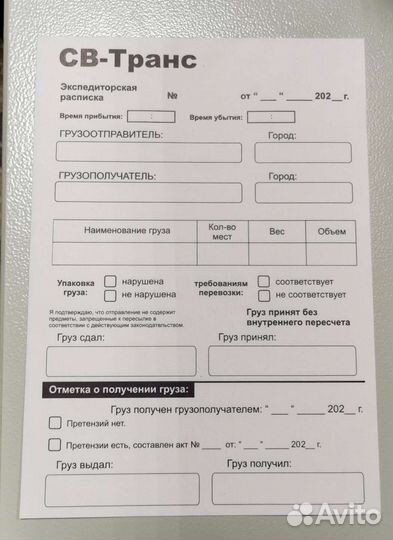 СВ-Транс
Экспедиторская расписка № от " ___ " _____ 202__ г.
Время прибытия: : Время убытия: :
ГРУЗООТПРАВИТЕЛЬ: Город:
ГРУЗОПОЛУЧАТЕЛЬ: Город:
Наименование груза Кол-во мест Вес Объем
Упаковка груза: нарушена не нарушена требованиям перевозки: соответствует не соответствует
Я подтверждаю, что отправление не содержит
предметы, запрещенные к пересылке в
соответствии с действующим законодательством.
Груз принят без
внутреннего пересчета
Груз сдал: Груз принял:
Отметка о получении груза:
Груз получен грузополучателем: " ___ " _____ 202__ г.
Претензий нет.
Претензии есть, составлен акт № ____ от: " ___ " _____ 202__ г.
Груз выдал: Груз получил:
Avito